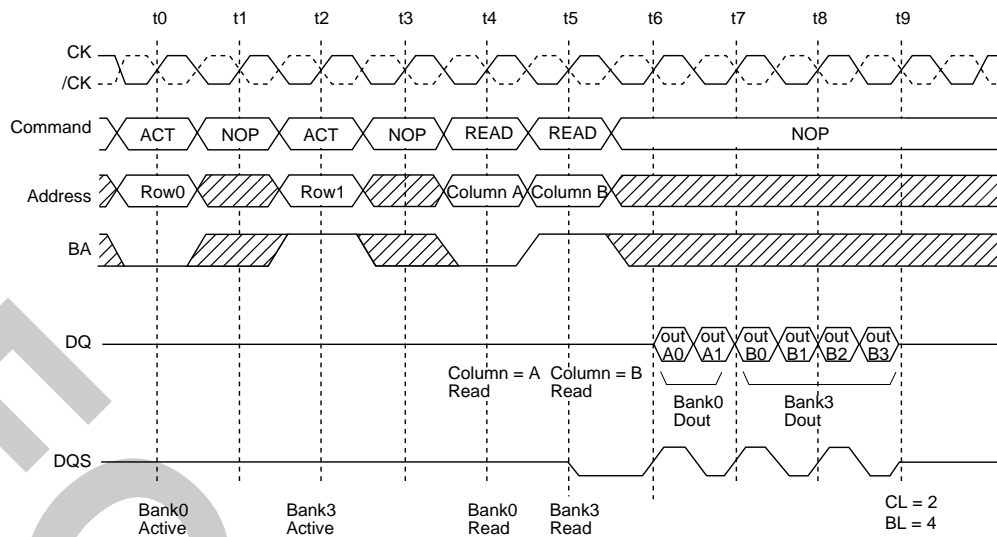 t0 t1 t2 t3 t4 t5 t6 t7 t8 t9
CK
/CK
Command ACT NOP ACT NOP READ READ NOP
Address Row0 Row1 Column A Column B
BA
DQ out out out out out out
A0 A1 B0 B1 B2 B3
Column = A Column = B
Read Read
Bank0 Bank3
Dout Dout
DQS
Bank0 Bank3 Bank0 Bank3
Active Active Read Read
CL = 2
BL = 4